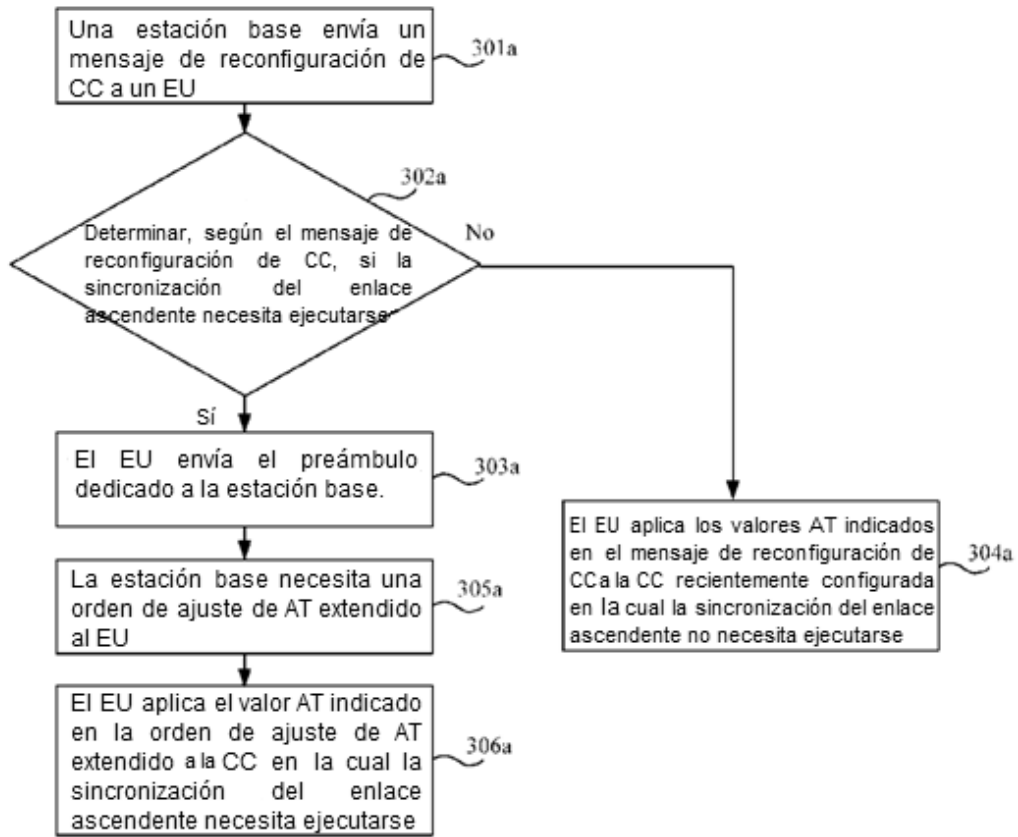 Una estación base envía un
mensaje de reconfiguración de
CC a un EU
301a
302a
Determinar, según el mensaje de
reconfiguración de CC, si la
sincronización del enlace
ascendente necesita ejecutarse
No
Sí
El EU envía el preámbulo
dedicado a la estación base.
303a
El EU aplica los valores AT indicados
en el mensaje de reconfiguración de
CC a la CC recientemente configurada
en la cual la sincronización del enlace
ascendente no necesita ejecutarse
304a
La estación base necesita una
orden de ajuste de AT extendido
al EU
305a
El EU aplica el valor AT indicado
en la orden de ajuste de AT
extendido a la CC en la cual la
sincronización del enlace
ascendente necesita ejecutarse
306a